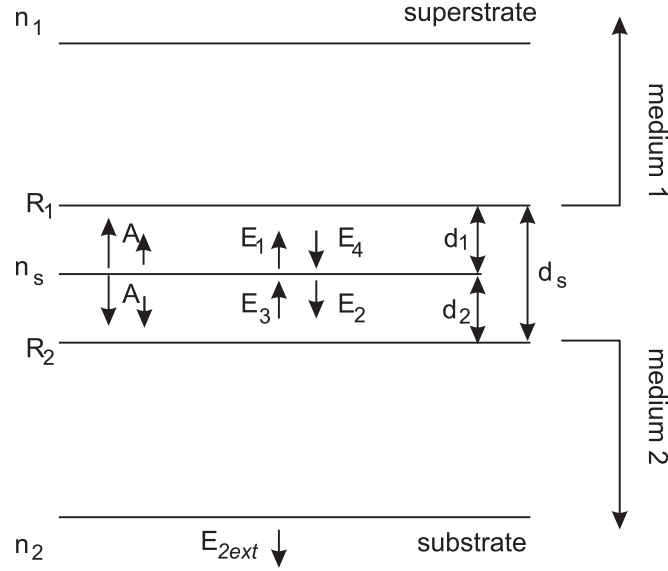 n1 superstrate
medium 1
R1
A E1 E4 d1
ns ds
A E3 E2 d2
R2
medium 2
n2 E2ext substrate